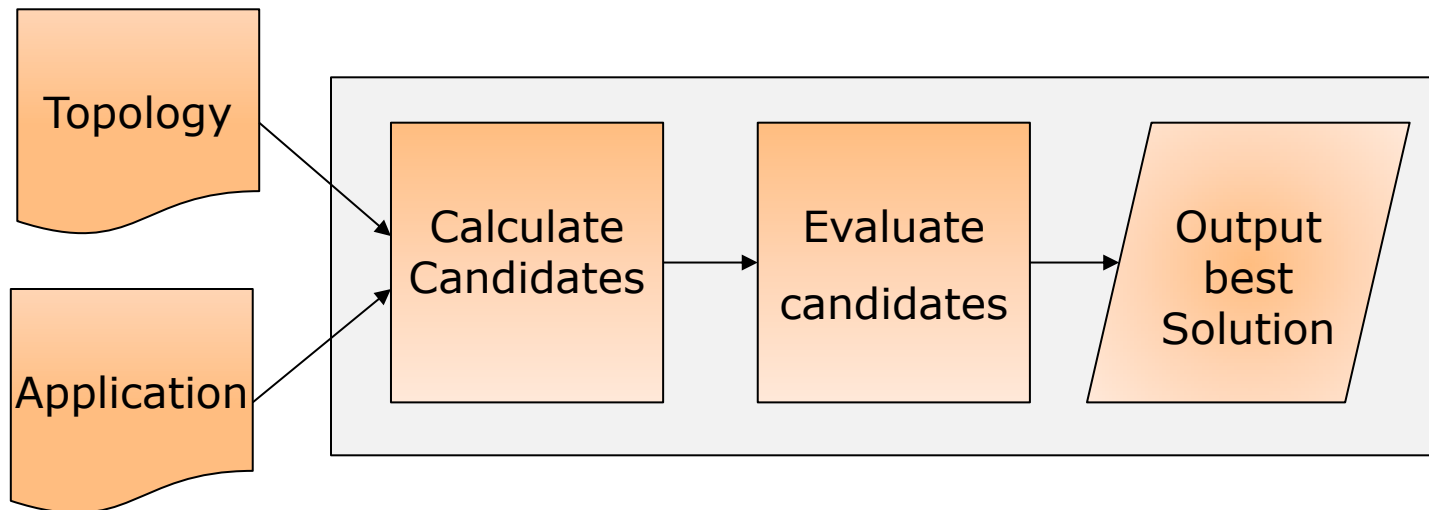 Topology
Application
Calculate
Candidates
Evaluate
candidates
Output
best
Solution